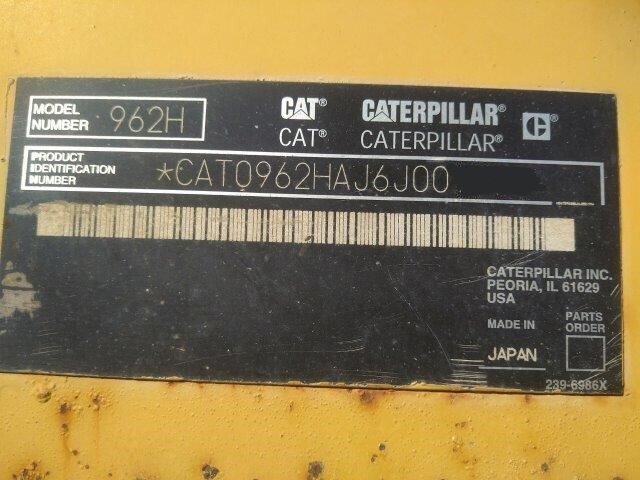 MODEL NUMBER 962H
CAT® CATERPILLAR® C
CAT® CATERPILLAR®
PRODUCT IDENTIFICATION NUMBER *CAT0962HAJ6J00
CATERPILLAR INC.
PEORIA, IL 61629
USA
MADE IN
JAPAN
PARTS
ORDER
239-6986X